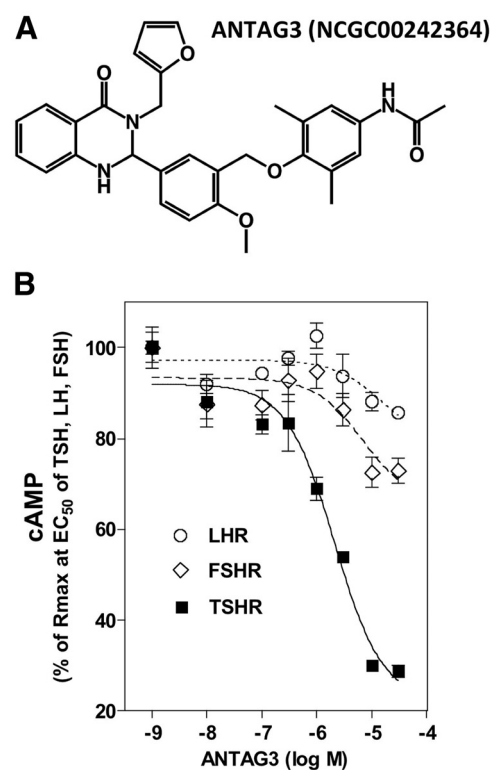 A
ANTAG3 (NCGC00242364)
O
O
N
N
H
O
O
H
N
O
B
cAMP
(% of Rmax at EC50 of TSH, LH, FSH)
100
80
60
40
20
LHR
FSHR
TSHR
-9 -8 -7 -6 -5 -4
ANTAG3 (log M)